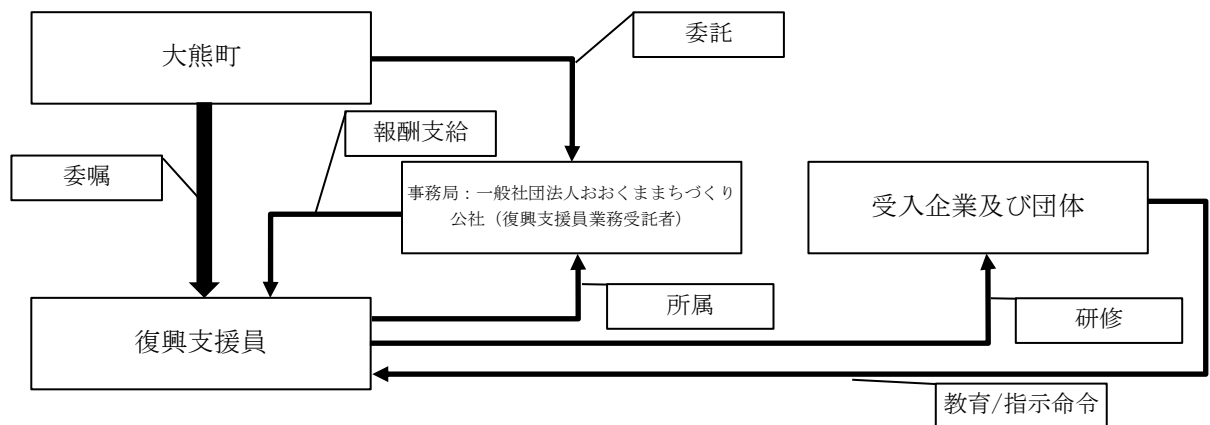 大熊町
委託
報酬支給
委嘱
事務局：一般社団法人おおくままちづくり
公社（復興支援員業務受託者）
受入企業及び団体
所属
研修
復興支援員
教育/指示命令